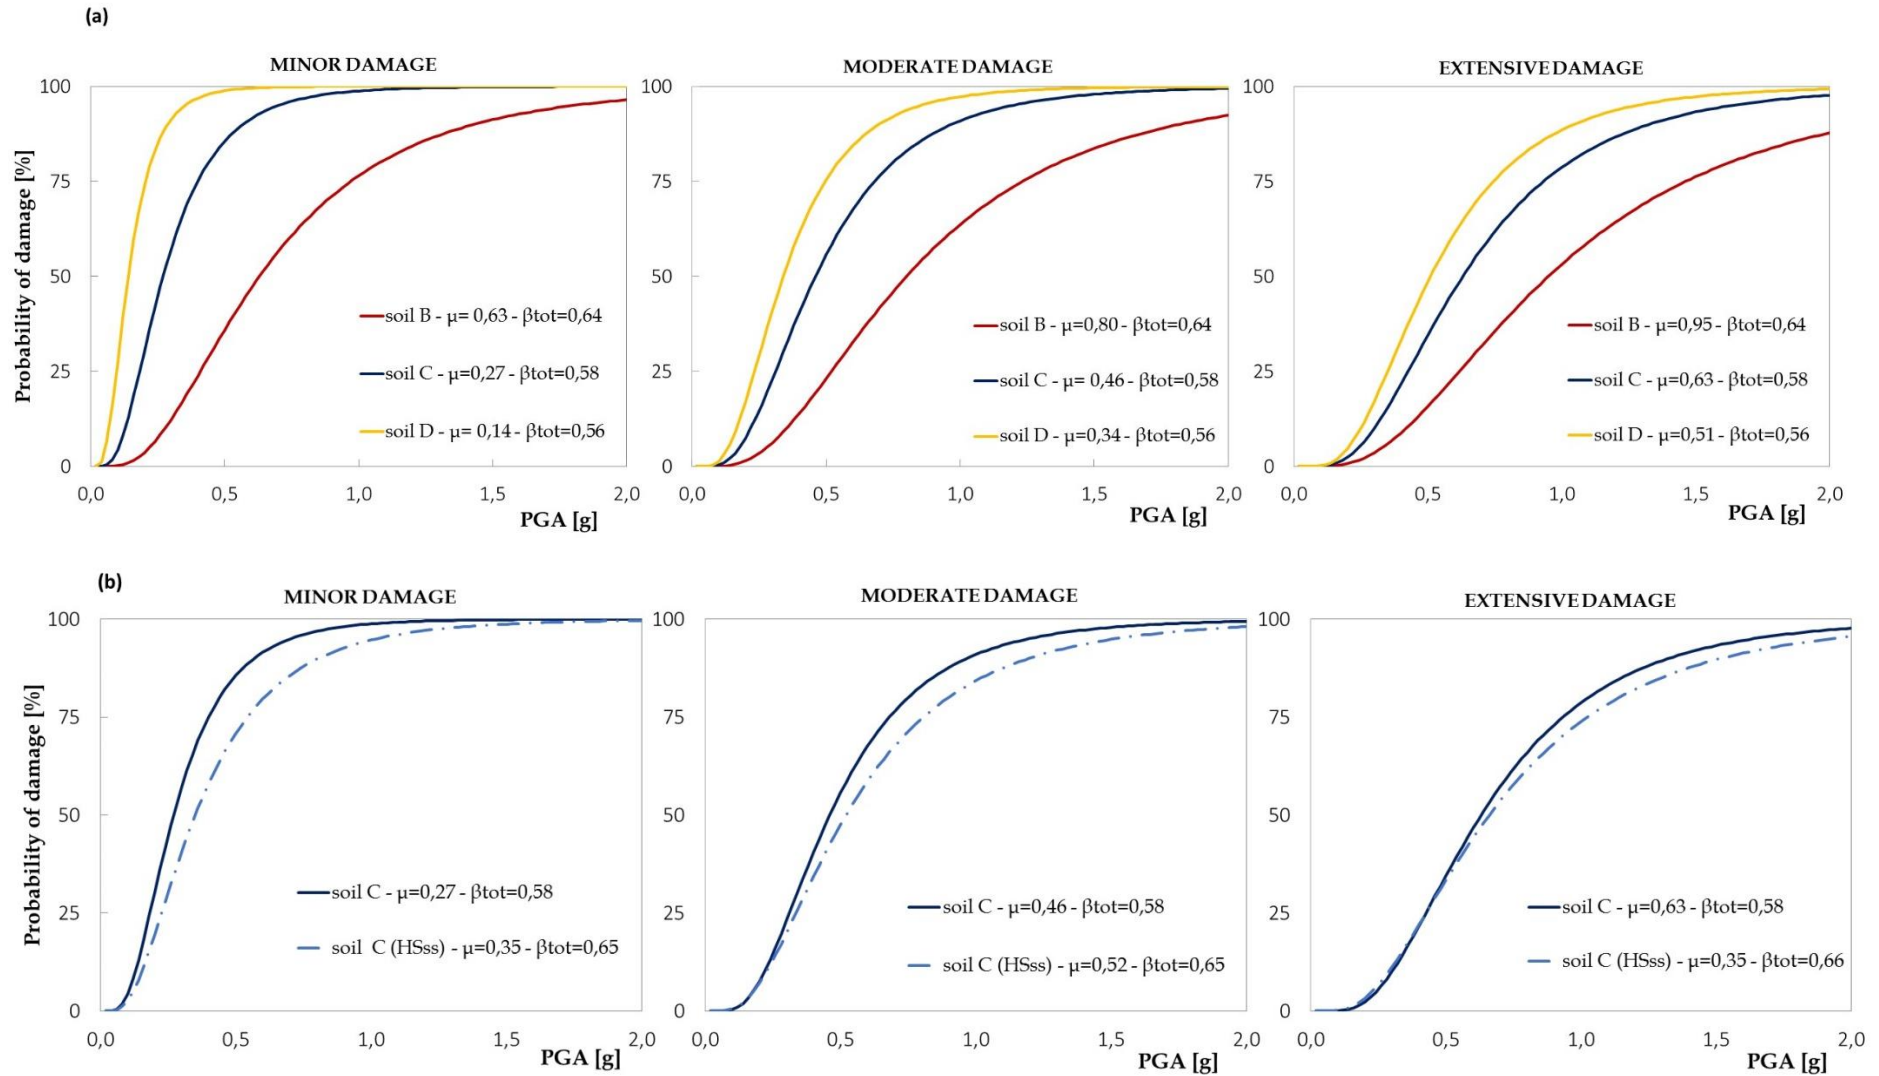 (a)
MINOR DAMAGE
MODERATE DAMAGE
EXTENSIVE DAMAGE
Probability of damage [%]
100
75
50
25
0
soil B - μ= 0,63 - βtot=0,64
soil C - μ=0,27 - βtot=0,58
soil D - μ= 0,14 - βtot=0,56
0,0 0,5 1,0 1,5 2,0
PGA [g]
100
75
50
25
0
soil B - μ=0,80 - βtot=0,64
soil C - μ= 0,46 - βtot=0,58
soil D - μ=0,34 - βtot=0,56
0,0 0,5 1,0 1,5 2,0
PGA [g]
100
75
50
25
0
soil B - μ=0,95 - βtot=0,64
soil C - μ=0,63 - βtot=0,58
soil D - μ=0,51 - βtot=0,56
0,0 0,5 1,0 1,5 2,0
PGA [g]
(b)
MINOR DAMAGE
MODERATE DAMAGE
EXTENSIVE DAMAGE
Probability of damage [%]
100
75
50
25
0
soil C - μ=0,27 - βtot=0,58
soil C (HSss) - μ=0,35 - βtot=0,65
0,0 0,5 1,0 1,5 2,0
PGA [g]
100
75
50
25
0
soil C - μ=0,46 - βtot=0,58
soil C (HSss) - μ=0,52 - βtot=0,65
0,0 0,5 1,0 1,5 2,0
PGA [g]
100
75
50
25
0
soil C - μ=0,63 - βtot=0,58
soil C (HSss) - μ=0,35 - βtot=0,66
0,0 0,5 1,0 1,5 2,0
PGA [g]